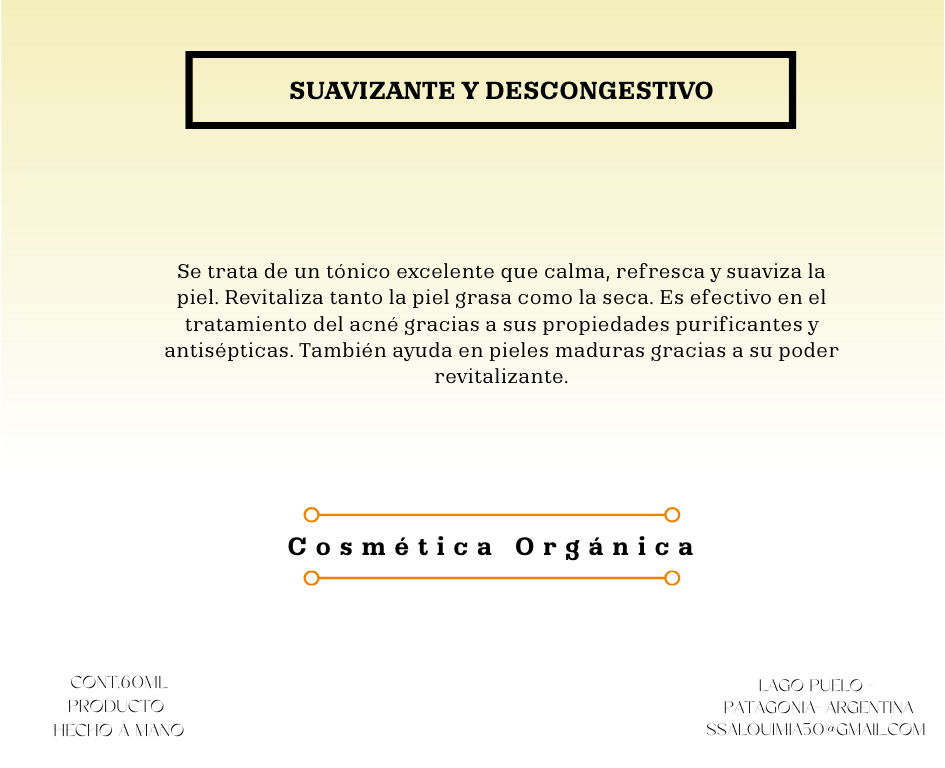 SUAVIZANTE Y DESCONGESTIVO
Se trata de un tónico excelente que calma, refresca y suaviza la
piel. Revitaliza tanto la piel grasa como la seca. Es efectivo en el
tratamiento del acné gracias a sus propiedades purificantes y
antisépticas. También ayuda en pieles maduras gracias a su poder
revitalizante.
Cosmética Orgánica
CONT.60ML
PRODUCTO
HECHO A MANO
LAGO PUELO -
PATAGONIA- ARGENTINA
SSALQUIMIA50@GMAIL.COM